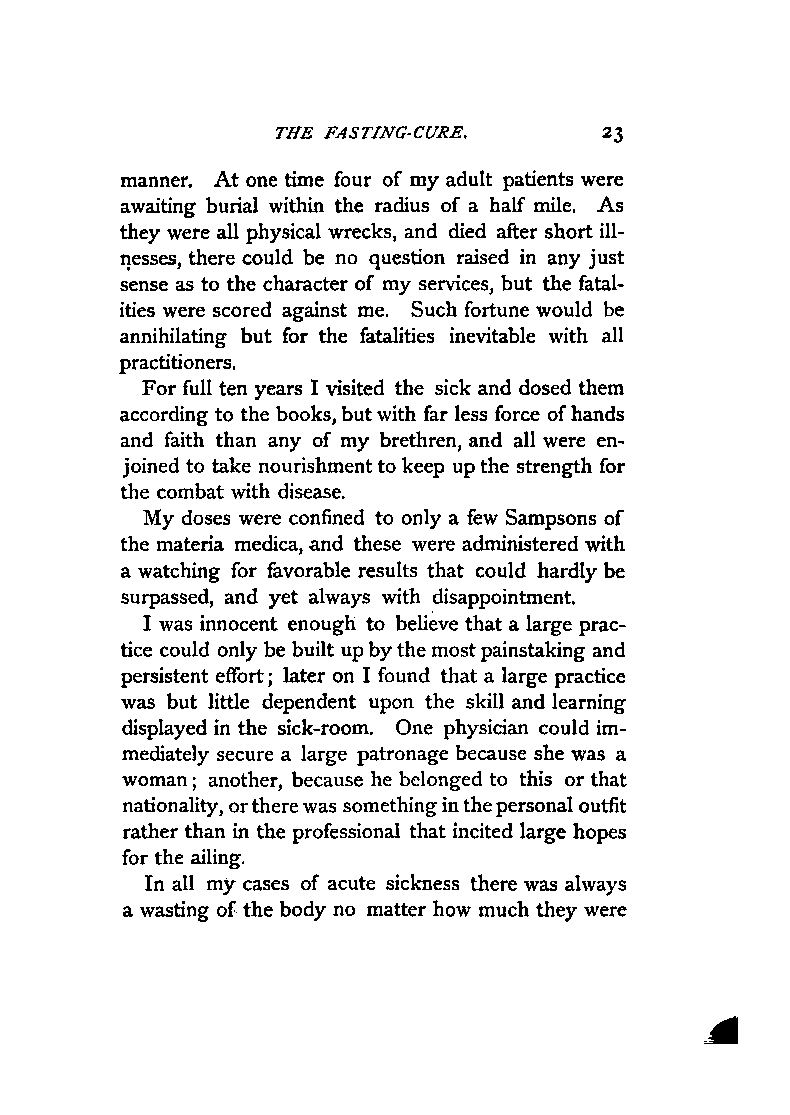 THE FASTING-CURE. 23
manner. At one time four of my adult patients were
awaiting burial within the radius of a half mile. As
they were all physical wrecks, and died after short ill-
nesses, there could be no question raised in any just
sense as to the character of my services, but the fatal-
ities were scored against me. Such fortune would be
annihilating but for the fatalities inevitable with all
practitioners.
For full ten years I visited the sick and dosed them
according to the books, but with far less force of hands
and faith than any of my brethren, and all were en-
joined to take nourishment to keep up the strength for
the combat with disease.
My doses were confined to only a few Sampsons of
the materia medica, and these were administered with
a watching for favorable results that could hardly be
surpassed, and yet always with disappointment.
I was innocent enough to believe that a large prac-
tice could only be built up by the most painstaking and
persistent effort; later on I found that a large practice
was but little dependent upon the skill and learning
displayed in the sick-room. One physician could im-
mediately secure a large patronage because she was a
woman; another, because he belonged to this or that
nationality, or there was something in the personal outfit
rather than in the professional that incited large hopes
for the ailing.
In all my cases of acute sickness there was always
a wasting of the body no matter how much they were